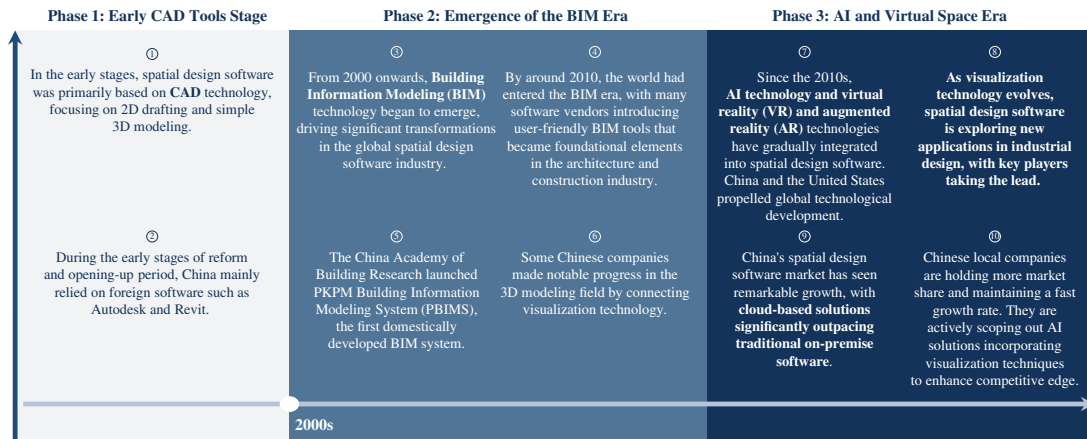 Phase 1: Early CAD Tools Stage
Phase 2: Emergence of the BIM Era
Phase 3: AI and Virtual Space Era
①
In the early stages, spatial design software
was primarily based on CAD technology,
focusing on 2D drafting and simple
3D modeling.
②
During the early stages of reform
and opening-up period, China mainly
relied on foreign software such as
Autodesk and Revit.
③
From 2000 onwards, Building
Information Modeling (BIM)
technology began to emerge,
driving significant transformations
in the global spatial design
software industry.
④
By around 2010, the world had
entered the BIM era, with many
software vendors introducing
user-friendly BIM tools that
became foundational elements
in the architecture and
construction industry.
⑤
The China Academy of
Building Research launched
PKPM Building Information
Modeling System (PBIMS),
the first domestically
developed BIM system.
⑥
Some Chinese companies
made notable progress in the
3D modeling field by connecting
visualization technology.
⑦
Since the 2010s,
AI technology and virtual
reality (VR) and augmented
reality (AR) technologies
have gradually integrated
into spatial design software.
China and the United States
propelled global technological
development.
⑧
As visualization
technology evolves,
spatial design software
is exploring new
applications in industrial
design, with key players
taking the lead.
⑨
China's spatial design
software market has seen
remarkable growth, with
cloud-based solutions
significantly outpacing
traditional on-premise
software.
⑩
Chinese local companies
are holding more market
share and maintaining a fast
growth rate. They are
actively scoping out AI
solutions incorporating
visualization techniques
to enhance competitive edge.
2000s